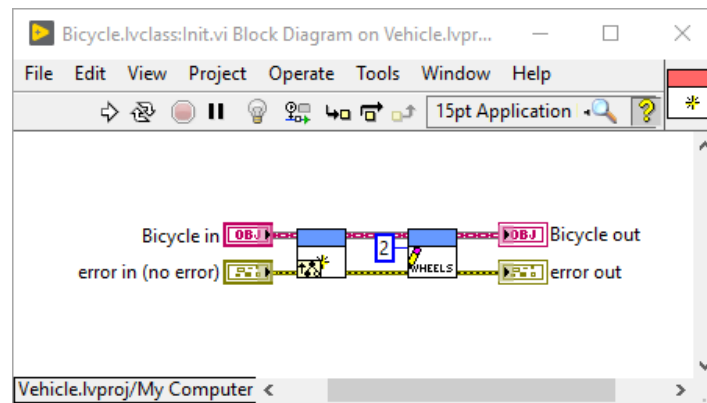 Bicycle.lvclass:Init.vi Block Diagram on Vehicle.lvpr...
File Edit View Project Operate Tools Window Help
15pt Application
?
Bicycle in OBJ 2 OBJ Bicycle out
error in (no error) WHEELS error out
Vehicle.lvproj/My Computer